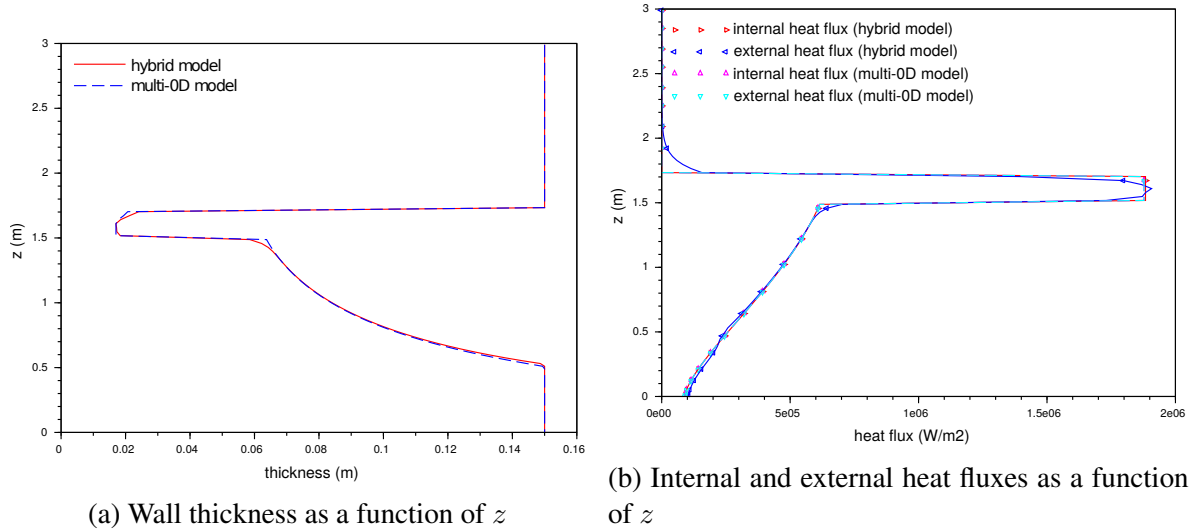 3
2.5
2
1.5
1
0.5
0
z (m)
hybrid model
multi-0D model
0
0.02
0.04
0.06
0.08
0.1
0.12
0.14
0.16
thickness (m)
(a) Wall thickness as a function of z
3
2.5
2
1.5
1
0.5
0
z (m)
internal heat flux (hybrid model)
external heat flux (hybrid model)
internal heat flux (multi-0D model)
external heat flux (multi-0D model)
0e00
5e05
1e06
1.5e06
2e06
heat flux (W/m2)
(b) Internal and external heat fluxes as a function
of z